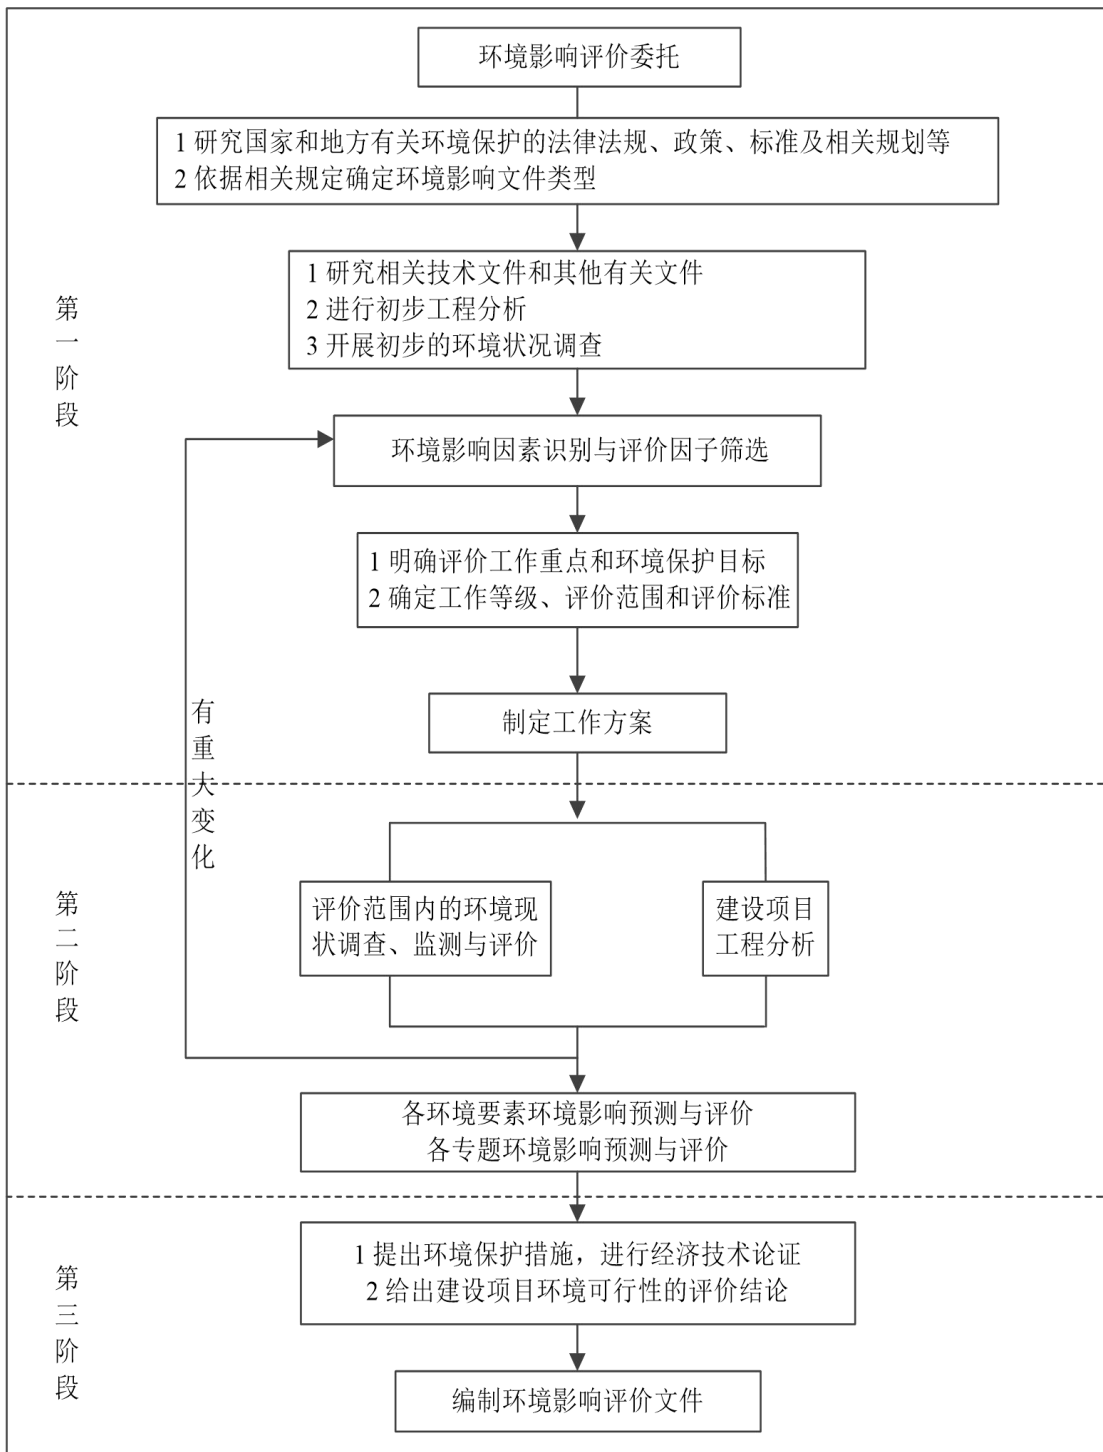 环境影响评价委托
1 研究国家和地方有关环境保护的法律法规、政策、标准及相关规划等
2 依据相关规定确定环境影响文件类型
1 研究相关技术文件和其他有关文件
2 进行初步工程分析
3 开展初步的环境状况调查
第一阶段
环境影响因素识别与评价因子筛选
1 明确评价工作重点和环境保护目标
2 确定工作等级、评价范围和评价标准
制定工作方案
有重大变化
第二阶段
评价范围内的环境现
状调查、监测与评价
建设项目
工程分析
各环境要素环境影响预测与评价
各专题环境影响预测与评价
第三阶段
1 提出环境保护措施，进行经济技术论证
2 给出建设项目环境可行性的评价结论
编制环境影响评价文件